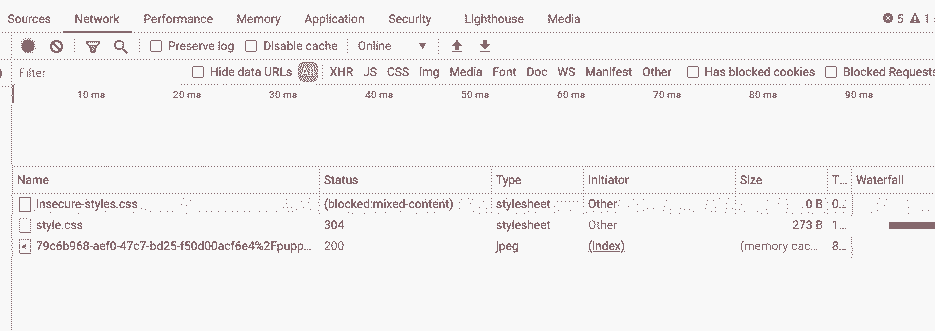 Sources Network Performance Memory Application Security Lighthouse Media 5 1
Preserve log Disable cache Online
Filter Hide data URLs All XHR JS CSS Img Media Font Doc WS Manifest Other Has blocked cookies Blocked Requests
10 ms 20 ms 30 ms 40 ms 50 ms 60 ms 70 ms 80 ms 90 ms
Name Status Type Initiator Size T... Waterfall
insecure-styles.css (blocked:mixed-content) stylesheet Other 0 B 0...
style.css 304 stylesheet Other 273 B 1...
79c6b968-aef0-47c7-bd25-f50d00acf6e4%2Fpupp... 200 jpeg (index) (memory cac... 8...